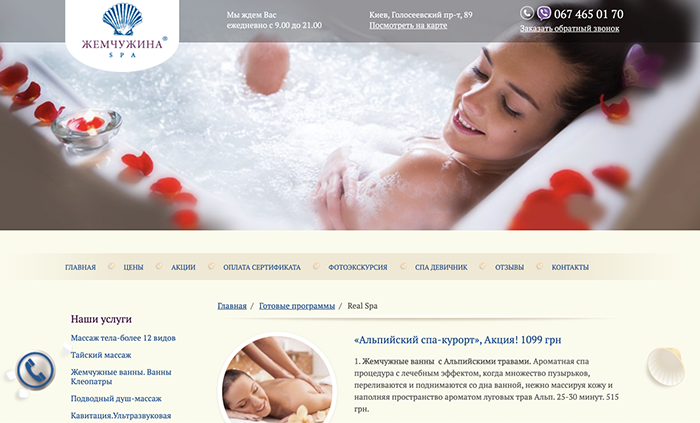 ЖЕМЧУЖИНА®
SPA
Мы ждем Вас
ежедневно с 9.00 до 21.00
Киев, Голосеевский пр-т, 89
Посмотреть на карте
067 465 01 70
Заказать обратный звонок
ГЛАВНАЯ ЦЕНЫ АКЦИИ ОПЛАТА СЕРТИФИКАТА ФОТОЭКСКУРСИЯ СПА ДЕВИЧНИК ОТЗЫВЫ КОНТАКТЫ
Наши услуги
Массаж тела-более 12 видов
Тайский массаж
Жемчужные ванны. Ванны
Клеопатры
Подводный душ-массаж
Кавитация.Ультразвуковая
Главная / Готовые программы / Real Spa
«Альпийский спа-курорт», Акция! 1099 грн
1. Жемчужные ванны с Альпийскими травами. Ароматная спа
процедура с лечебным эффектом, когда множество пузырьков,
переливаются и поднимаются со дна ванной, нежно массируя кожу и
наполняя пространство ароматом луговых трав Альп. 25-30 минут. 515
грн.